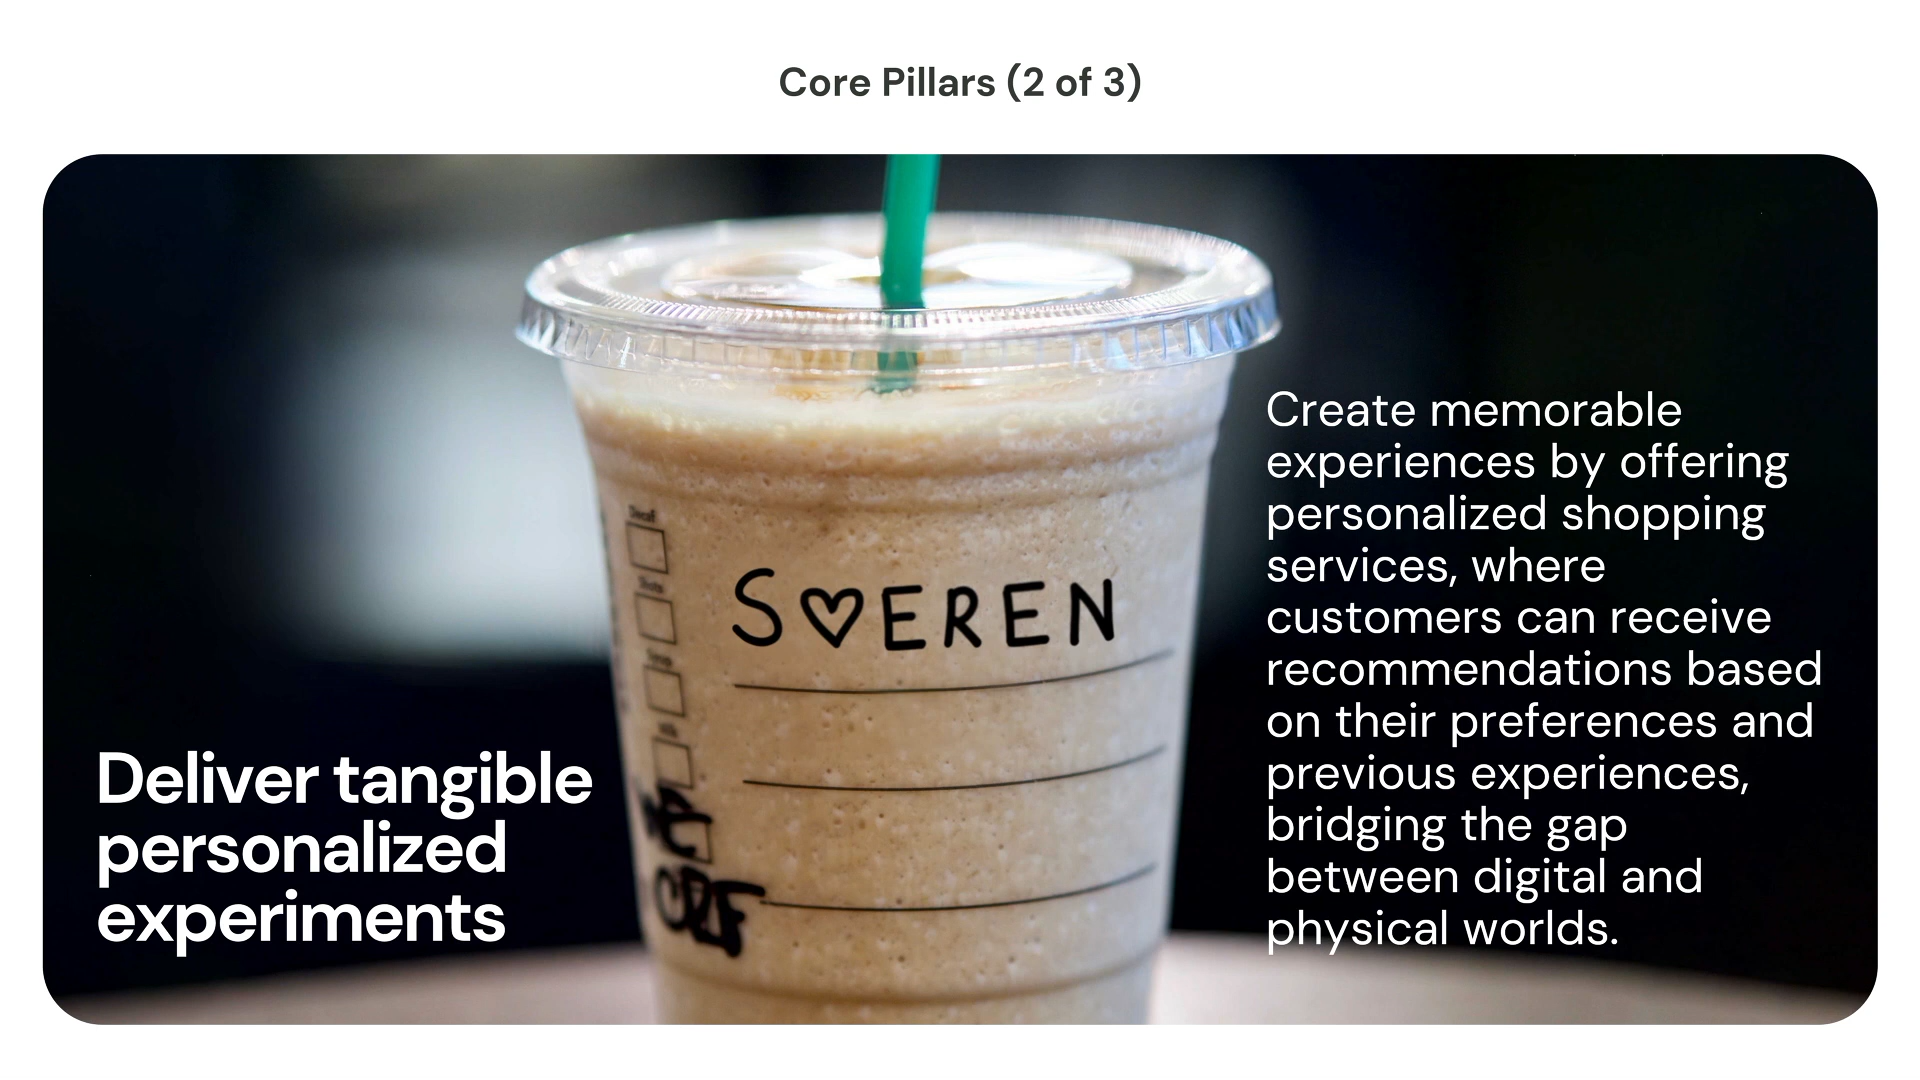 Core Pillars (2 of 3)
Deliver tangible
personalized
experiments
Decaf
S♡EREN
Create memorable
experiences by offering
personalized shopping
services, where
customers can receive
recommendations based
on their preferences and
previous experiences,
bridging the gap
between digital and
physical worlds.